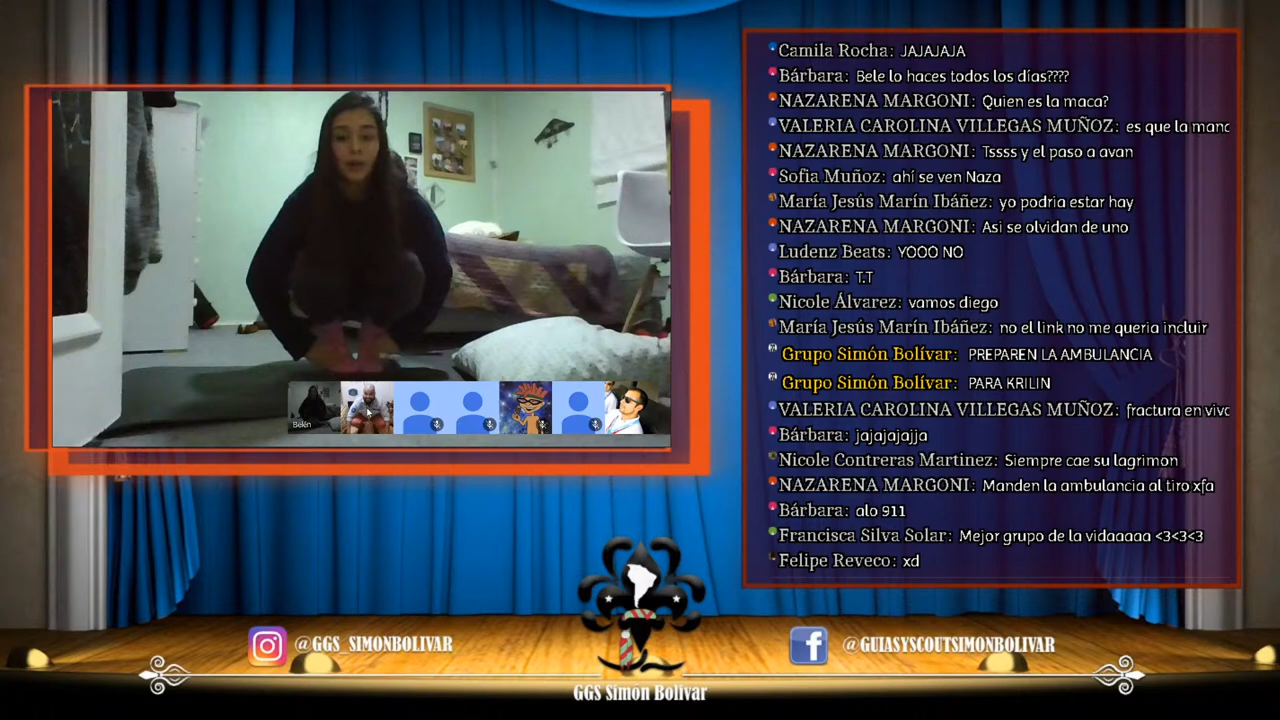 Camila Rocha: JAJAJAJA
Bárbara: Bele lo haces todos los días????
NAZARENA MARGONI: Quien es la maca?
VALERIA CAROLINA VILLEGAS MUÑOZ: es que la
NAZARENA MARGONI: Tssss y el paso a avan
Sofia Muñoz: ahí se ven Naza
María Jesús Marín Ibáñez: yo podria estar hay
NAZARENA MARGONI: Asi se olvidan de uno
Ludenz Beats: YOOO NO
Bárbara: T.T
Nicole Álvarez: vamos diego
María Jesús Marín Ibáñez: no el link no me queria incluir
Grupo Simón Bolívar: PREPAREN LA AMBULANCIA
Grupo Simón Bolívar: PARA KRILIN
VALERIA CAROLINA VILLEGAS MUÑOZ: fractura en vivo
Bárbara: jajajajajja
Nicole Contreras Martinez: Siempre cae su lagrimon
NAZARENA MARGONI: Manden la ambulancia al tiro xfa
Bárbara: alo 911
Francisca Silva Solar: Mejor grupo de la vidaaaaa <3<3<3
Felipe Reveco: xd
Belén
@GGS_SIMONBOLIVAR
@GUIASYSCOUTSIMONBOLIVAR
GGS Simon Bolivar